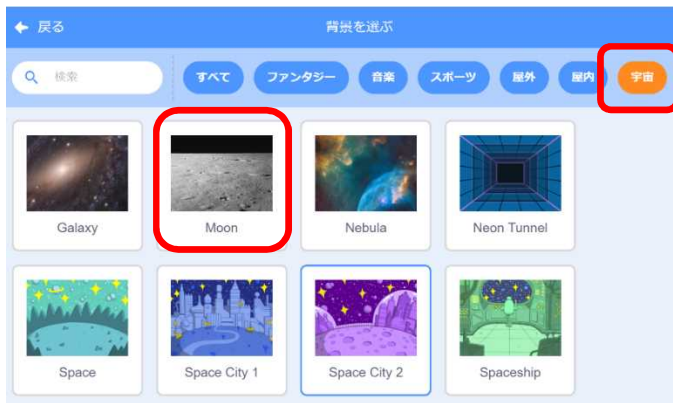 戻る 背景を選ぶ
検索 すべて ファンタジー 音楽 スポーツ 屋外 屋内 宇宙
Galaxy Moon Nebula Neon Tunnel
Space Space City 1 Space City 2 Spaceship